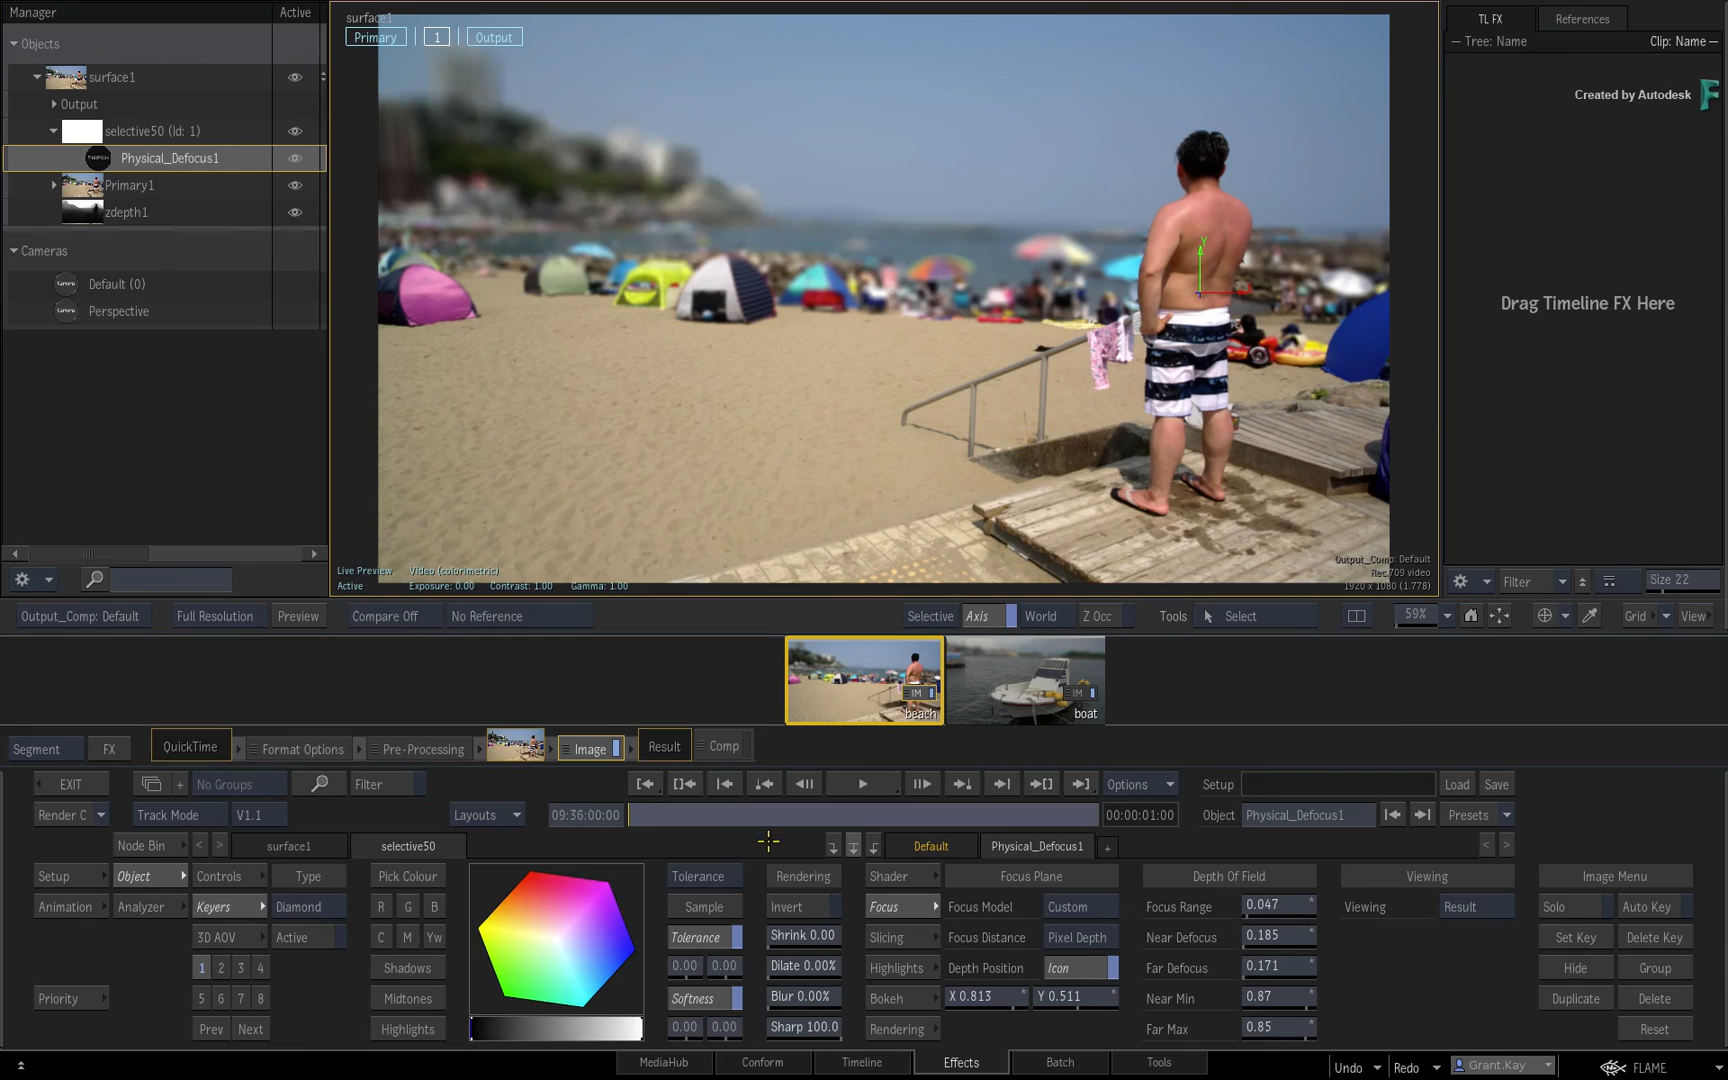 Manager Active
Objects
surface1
Output
selective50 (Id: 1)
Physical_Defocus1
Primary1
zdepth1
Cameras
Default (0)
Perspective
surface1
Primary 1 Output
Live Preview Video (colorimetric)
Active Exposure: 0.00 Contrast: 1.00 Gamma: 1.00
Output_Comp: Default
Rec.709 video
1920 x 1080 (1.778)
TL FX References
Tree: Name Clip: Name
Created by Autodesk
Drag Timeline FX Here
Filter Size 22
Output_Comp: Default Full Resolution Preview Compare Off No Reference Selective Axis World Z Occ Tools Select 59% Grid View
IM IM
beach boat
Segment FX QuickTime Format Options Pre-Processing Image Result Comp
EXIT + No Groups Filter Options Setup Load Save
Render C Track Mode V1.1 Layouts 09:36:00:00 00:00:01:00 Object Physical_Defocus1 Presets
Node Bin < > surface1 selective50 Default Physical_Defocus1 + < >
Setup Object Controls Type Pick Colour Tolerance Rendering Shader Focus Plane Depth Of Field Viewing Image Menu
Animation Analyzer Keyers Diamond R G B Sample Invert Focus Focus Model Custom Focus Range 0.047 Viewing Result Solo Auto Key
3D AOV Active C M Yw Tolerance Shrink 0.00 Slicing Focus Distance Pixel Depth Near Defocus 0.185 Set Key Delete Key
1 2 3 4 Shadows 0.00 0.00 Dilate 0.00% Highlights Depth Position Icon Far Defocus 0.171 Hide Group
Priority 5 6 7 8 Midtones Softness Blur 0.00% Bokeh X 0.813 Y 0.511 Near Min 0.87 Duplicate Delete
Prev Next Highlights 0.00 0.00 Sharp 100.0 Rendering Far Max 0.85 Reset
MediaHub Conform Timeline Effects Batch Tools Undo Redo Grant.Kay FLAME